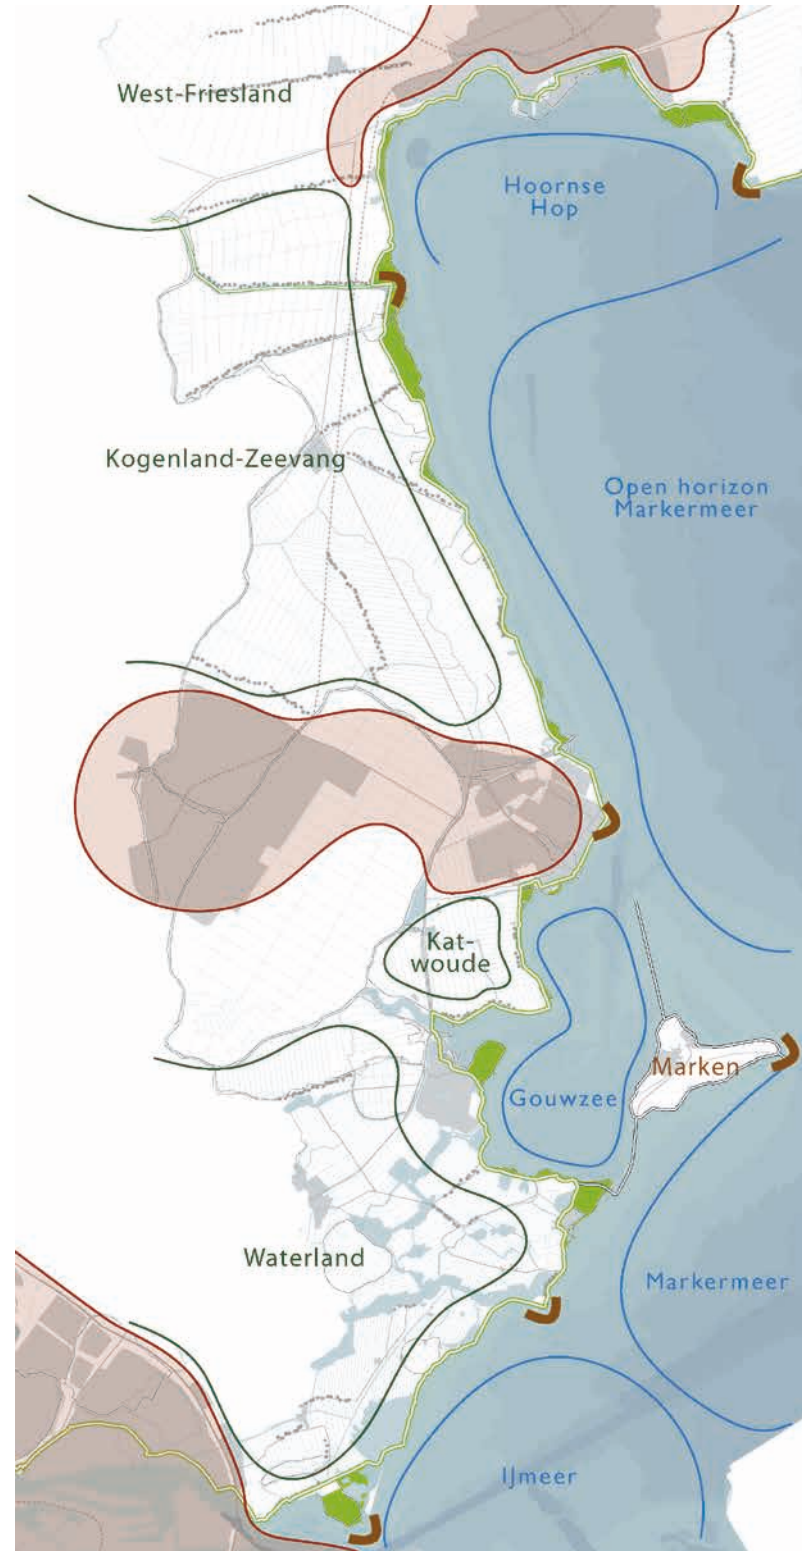 West-Friesland
Hoornse
Hop
Kogenland-Zeevang
Open horizon
Markermeer
Kat-
woude
Marken
Gouwzee
Waterland
Markermeer
IJmeer